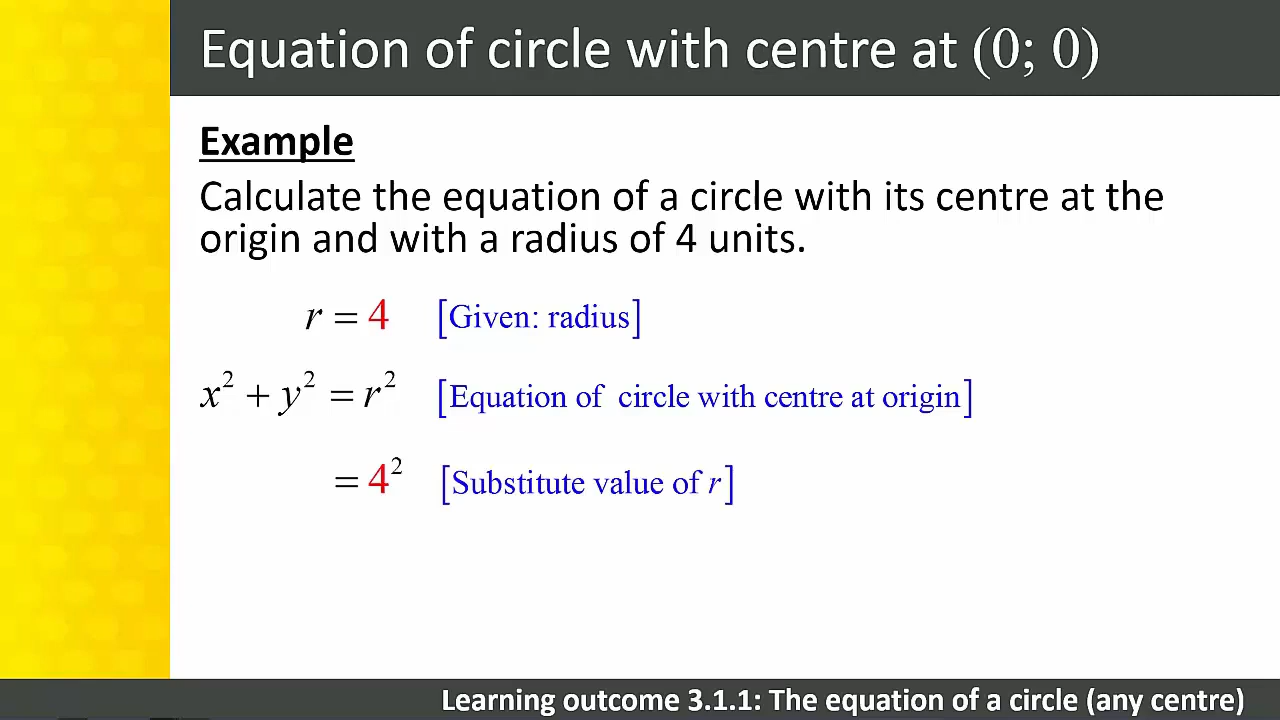 Equation of circle with centre at (0; 0)
Example
Calculate the equation of a circle with its centre at the
origin and with a radius of 4 units.
r = 4 [Given: radius]
x² + y² = r² [Equation of circle with centre at origin]
= 4² [Substitute value of r]
Learning outcome 3.1.1: The equation of a circle (any centre)